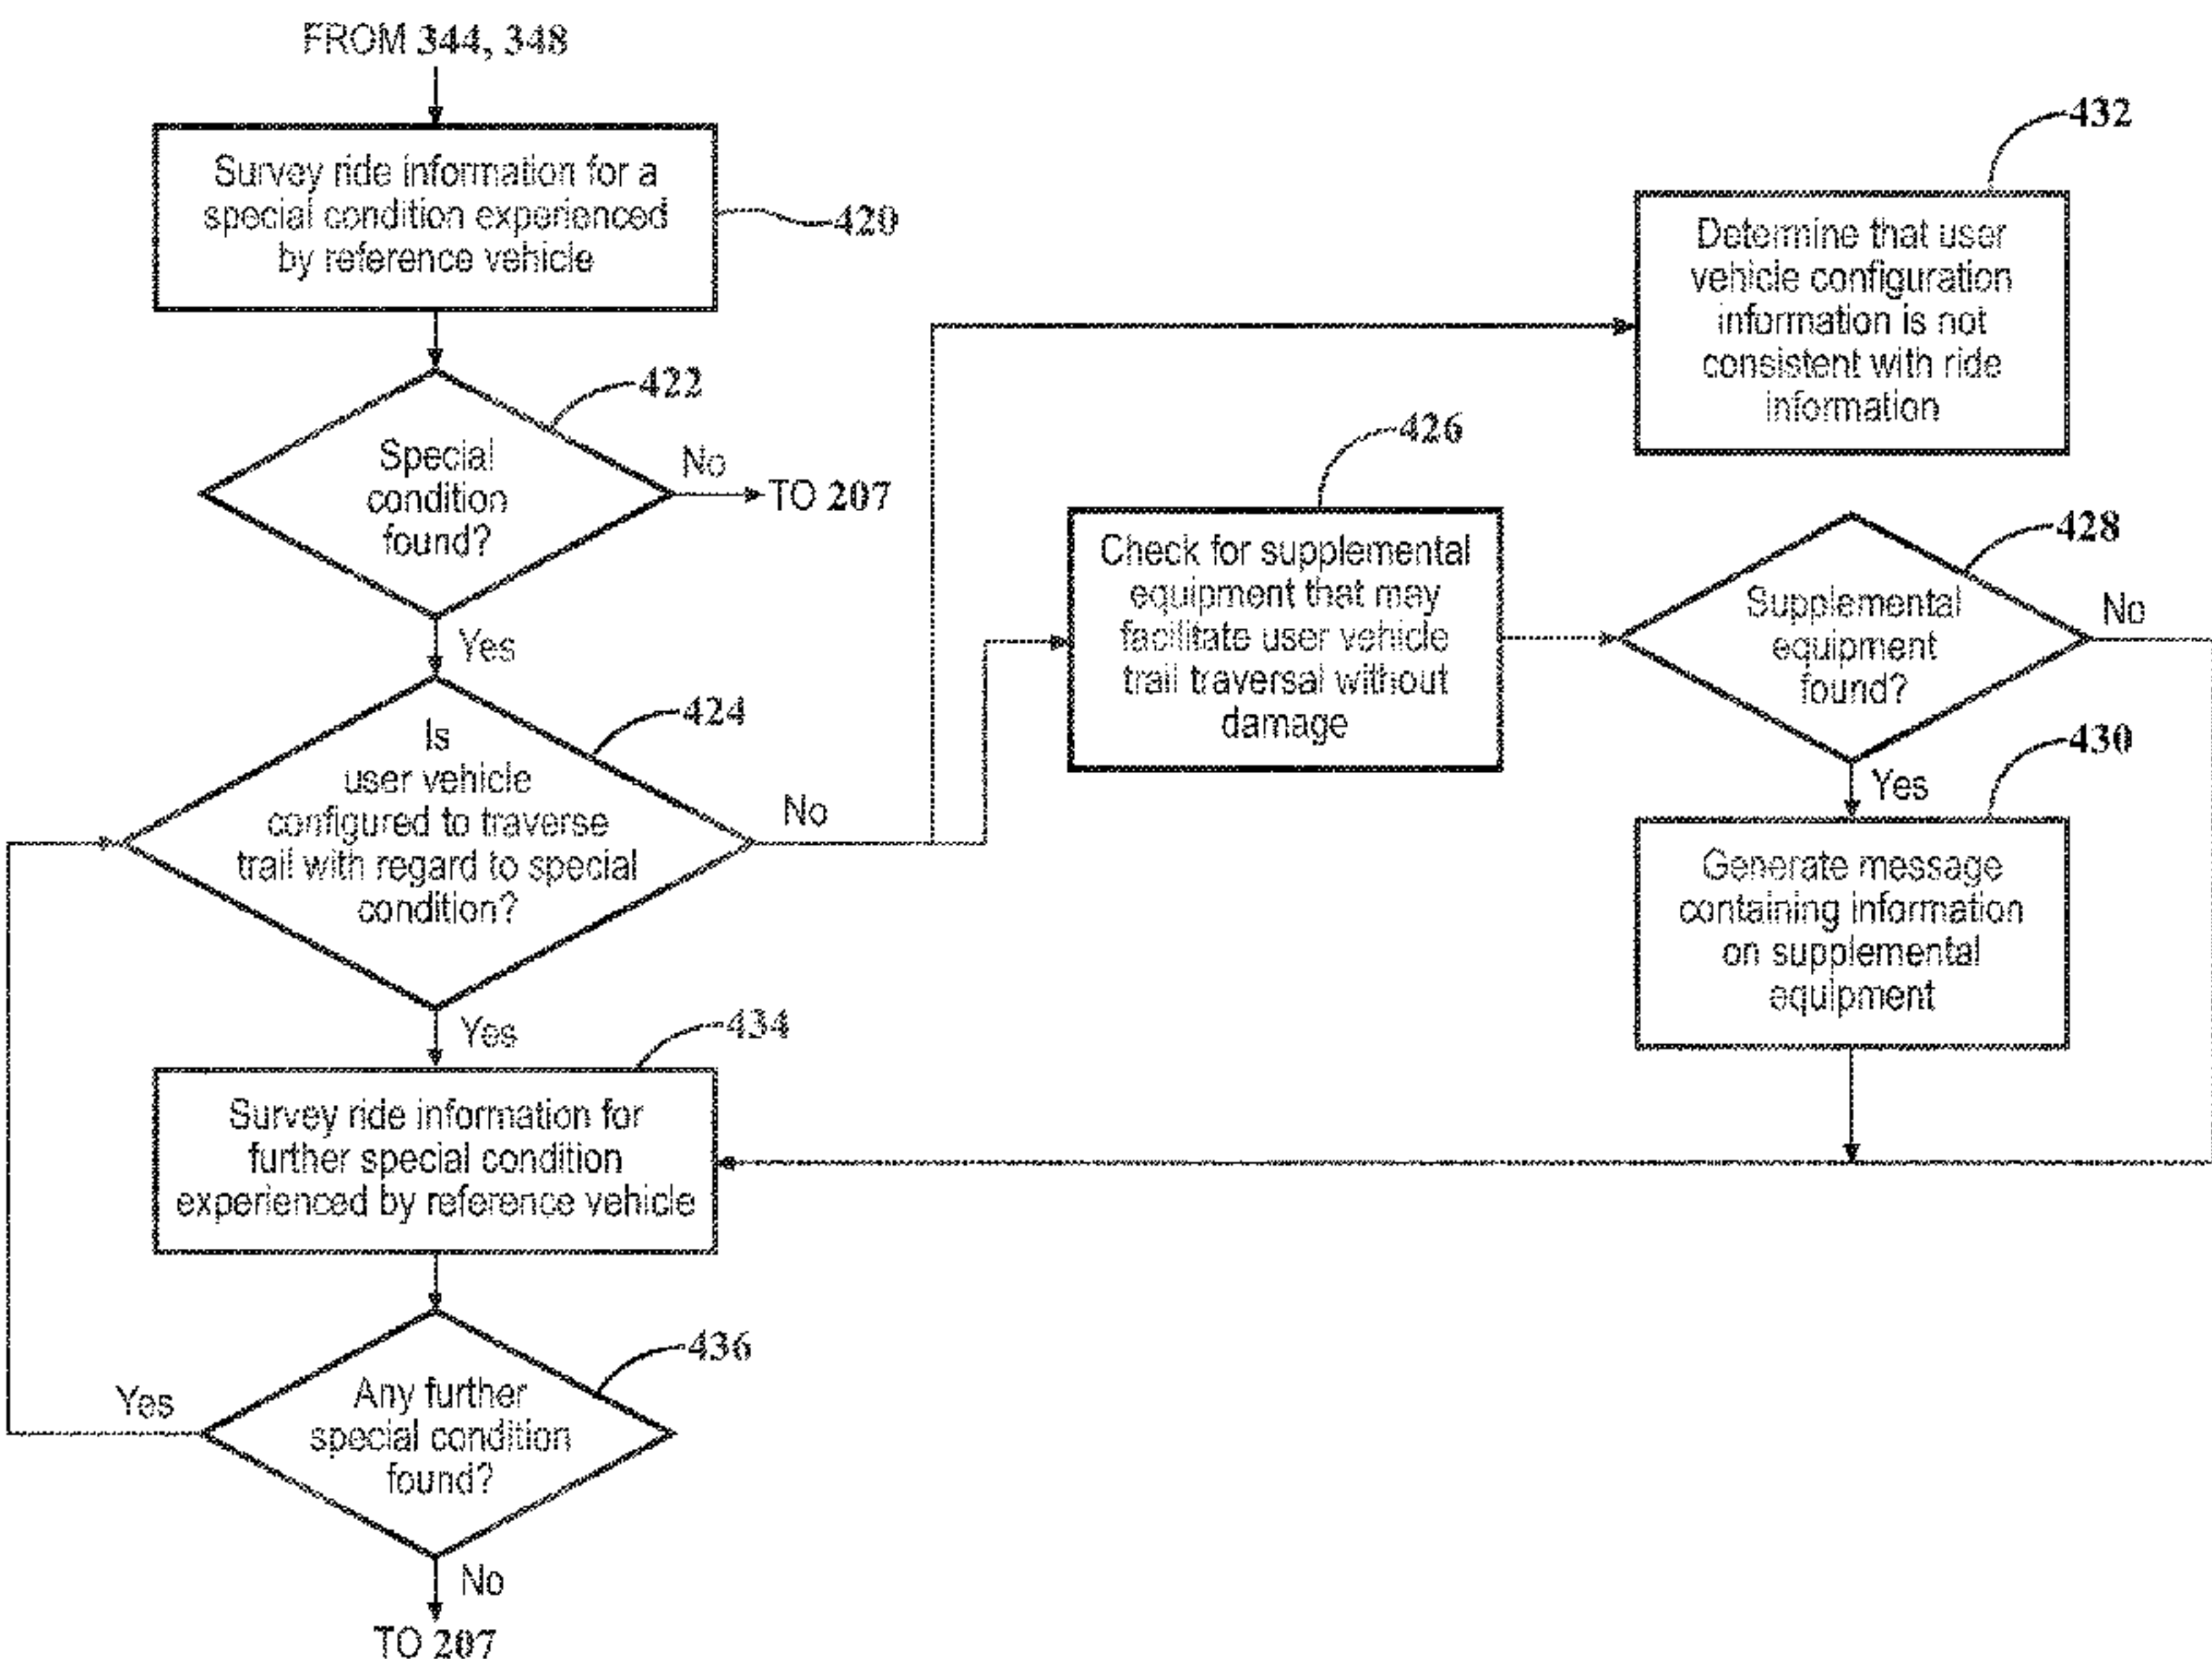 FROM 344, 348
Survey ride information for a
special condition experienced
by reference vehicle
420
422
Special
condition
found?
No
TO 207
Yes
424
Is
user vehicle
configured to traverse
trail with regard to special
condition?
No
Yes
434
Survey ride information for
further special condition
experienced by reference vehicle
436
Any further
special condition
found?
Yes
No
TO 207
432
Determine that user
vehicle configuration
information is not
consistent with ride
information
426
Check for supplemental
equipment that may
facilitate user vehicle
trail traversal without
damage
428
Supplemental
equipment
found?
No
Yes
430
Generate message
containing information
on supplemental
equipment